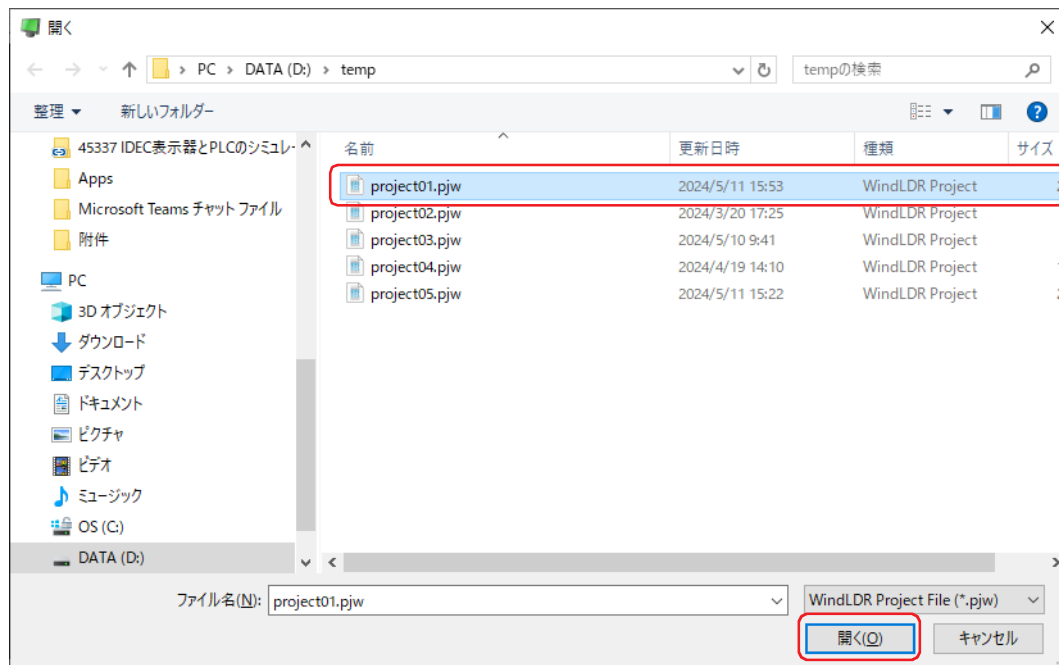 開く
PC > DATA (D:) > temp
tempの検索
整理
新しいフォルダー
45337 IDEC表示器とPLCのシミュレ-
Apps
Microsoft Teams チャット ファイル
附件
PC
3D オブジェクト
ダウンロード
デスクトップ
ドキュメント
ピクチャ
ビデオ
ミュージック
OS (C:)
DATA (D:)
名前 更新日時 種類 サイズ
project01.pjw 2024/5/11 15:53 WindLDR Project
project02.pjw 2024/3/20 17:25 WindLDR Project
project03.pjw 2024/5/10 9:41 WindLDR Project
project04.pjw 2024/4/19 14:10 WindLDR Project
project05.pjw 2024/5/11 15:22 WindLDR Project
ファイル名(N): project01.pjw
WindLDR Project File (*.pjw)
開く(O) キャンセル